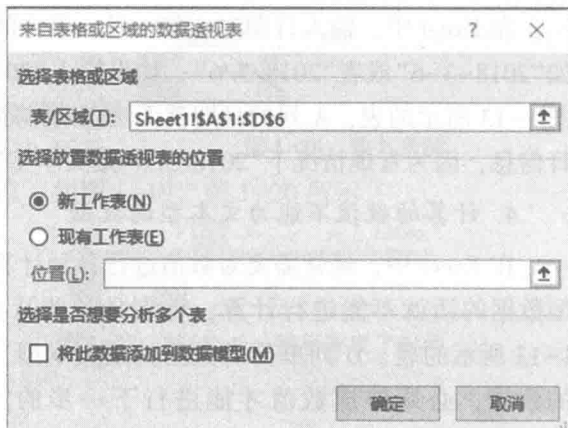 来自表格或区域的数据透视表 ? ×
选择表格或区域
表/区域(T): Sheet1!$A$1:$D$6
选择放置数据透视表的位置
新工作表(N)
现有工作表(E)
位置(L):
选择是否想要分析多个表
将此数据添加到数据模型(M)
确定 取消